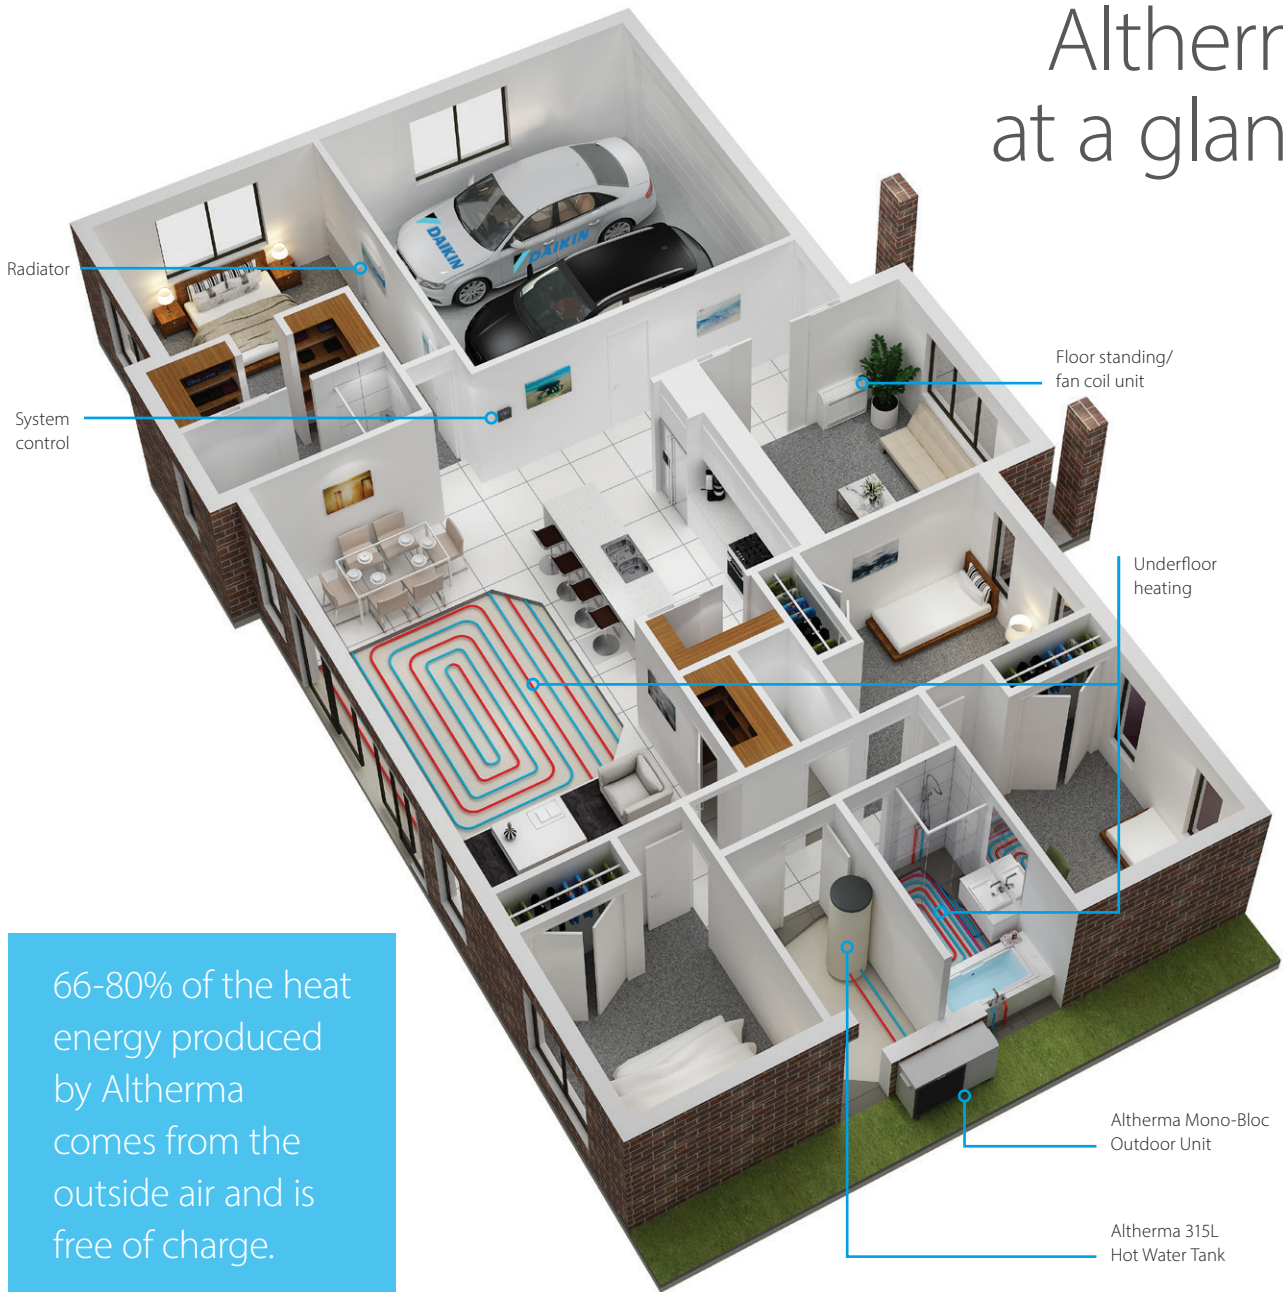 Altherm
at a glan
Radiator
System
control
DAIKIN
DAIKIN
Floor standing/
fan coil unit
Underfloor
heating
66-80% of the heat
energy produced
by Altherma
comes from the
outside air and is
free of charge.
Altherma Mono-Bloc
Outdoor Unit
Altherma 315L
Hot Water Tank